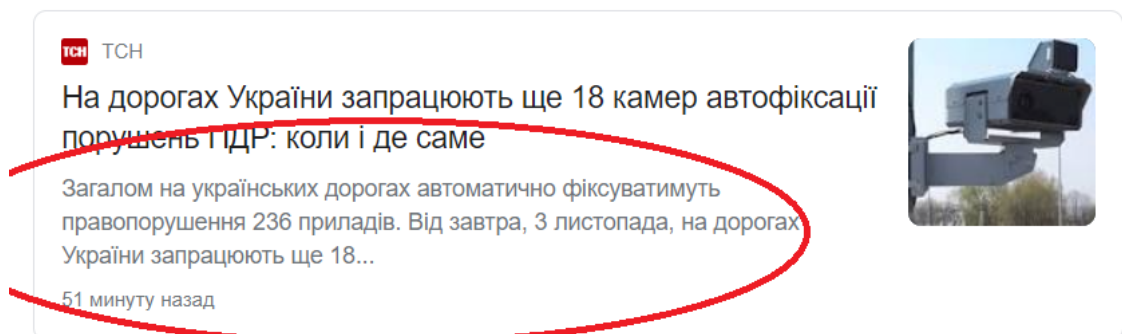 ТСН ТСН
На дорогах України запрацюють ще 18 камер автофіксації
порушень ПДР: коли і де саме
Загалом на українських дорогах автоматично фіксуватимуть
правопорушення 236 приладів. Від завтра, 3 листопада, на дорогах
України запрацюють ще 18...
51 минуту назад